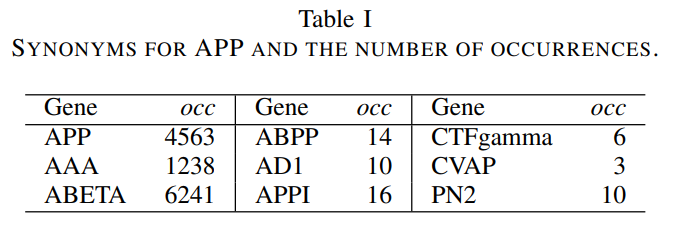 Table I
SYNONYMS FOR APP AND THE NUMBER OF OCCURRENCES.
Gene occ Gene occ Gene occ
APP 4563 ABPP 14 CTFgamma 6
AAA 1238 AD1 10 CVAP 3
ABETA 6241 APPI 16 PN2 10